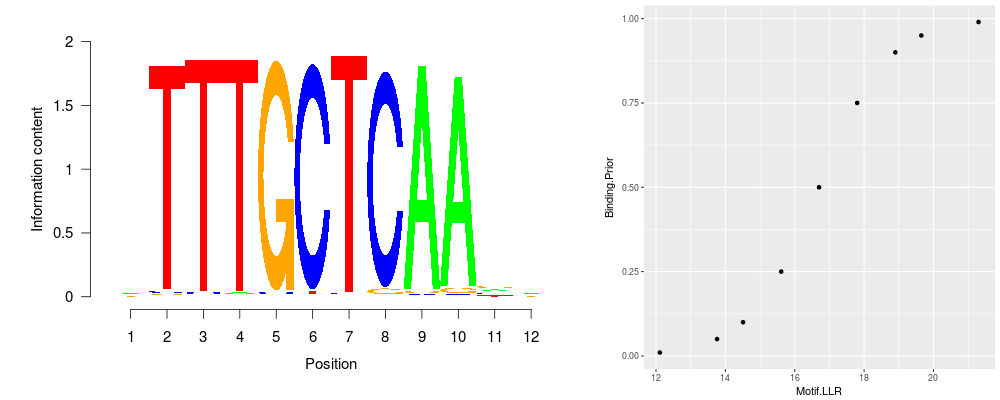 Information content
2
1.5
1
0.5
0
TTTGCTCAA
1 2 3 4 5 6 7 8 9 10 11 12
Position
Binding.Prior
1.00
0.75
0.50
0.25
0.00
12 14 16 18 20
Motif.LLR